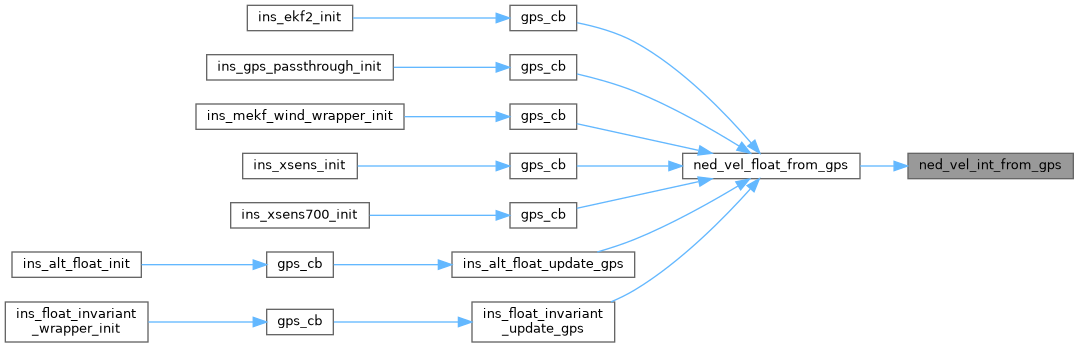 ins_ekf2_init
gps_cb
ins_gps_passthrough_init
gps_cb
ins_mekf_wind_wrapper_init
gps_cb
ins_xsens_init
gps_cb
ned_vel_float_from_gps
ned_vel_int_from_gps
ins_xsens700_init
gps_cb
ins_alt_float_init
gps_cb
ins_alt_float_update_gps
ins_float_invariant
_wrapper_init
gps_cb
ins_float_invariant
_update_gps